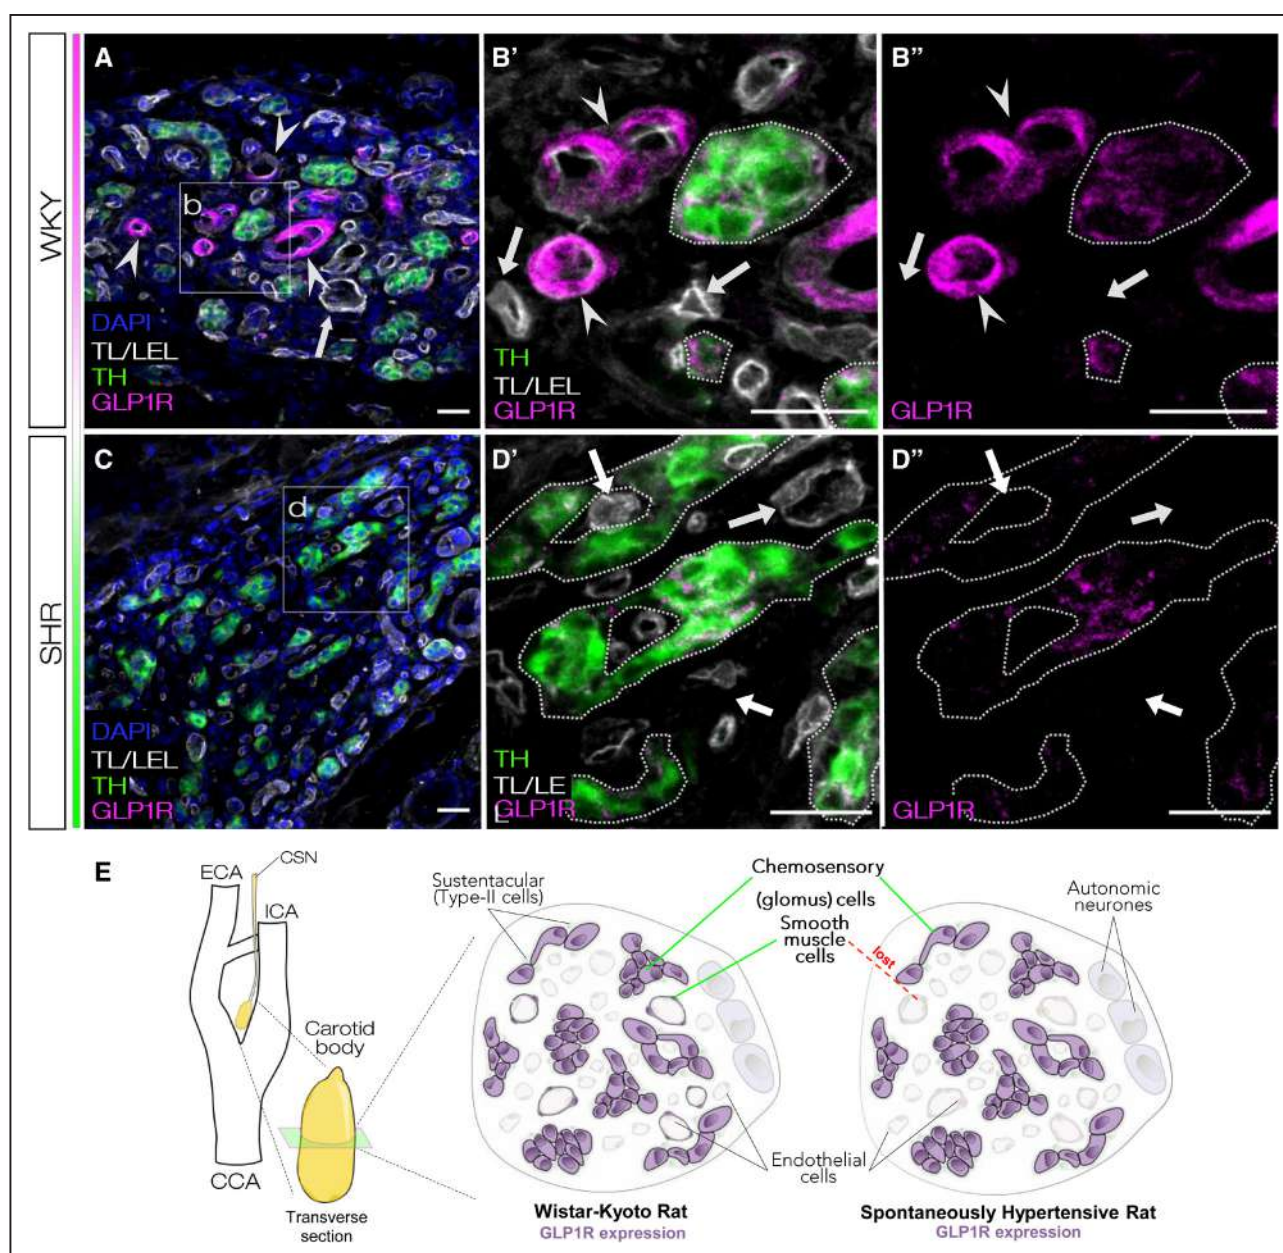 WKY
A
b
DAPI
TL/LEL
TH
GLP1R
B'
TH
TL/LEL
GLP1R
B"
GLP1R
SHR
C
d
DAPI
TL/LEL
TH
GLP1R
D'
TH
TL/LE
GLP1R
L
D"
GLP1R
E
CSN
ECA
ICA
Carotid
body
CCA
Transverse
section
Sustentacular
(Type-II cells)
Chemosensory
(glomus) cells
Smooth
muscle
cells
lost
Autonomic
neurones
Endothelial
cells
Wistar-Kyoto Rat
GLP1R expression
Spontaneously Hypertensive Rat
GLP1R expression